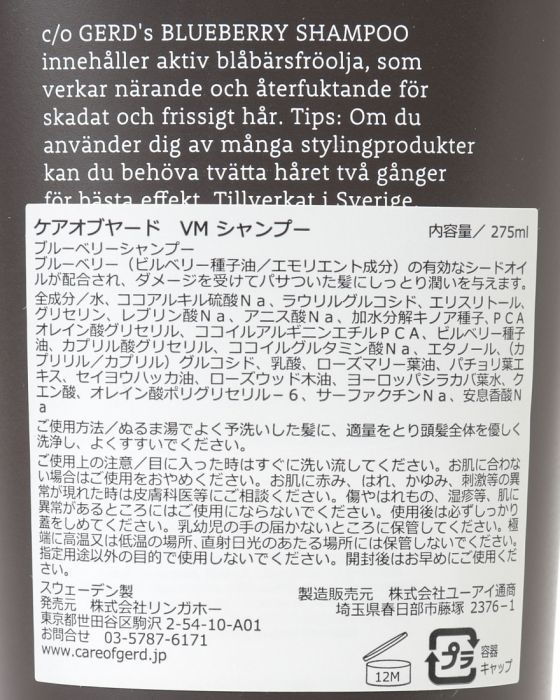 c/o GERD's BLUEBERRY SHAMPOO
innehåller aktiv blåbärsfröolja, som
verkar närande och återfuktande för
skadat och frissigt hår. Tips: Om du
använder dig av många stylingprodukter
kan du behöva tvätta håret två gånger
för bästa effekt. Tillverkat i Sverige.
ケアオブヤード　VM シャンプー 内容量/ 275ml
ブルーベリーシャンプー
ブルーベリー（ビルベリー種子油/エモリエント成分）の有効なシードオイ
ルが配合され、ダメージを受けてパサついた髪にしっとり潤いを与えます。
全成分/水、ココアルキル硫酸Ｎａ、ラウリルグルコシド、エリスリトール、
グリセリン、レブリン酸Ｎａ、アニス酸Ｎａ、加水分解キノア種子、ＰＣＡ
オレイン酸グリセリル、ココイルアルギニンエチルＰＣＡ、ビルベリー種子
油、カプリル酸グリセリル、ココイルグルタミン酸Ｎａ、エタノール、（カ
プリリル/カプリル）グルコシド、乳酸、ローズマリー葉油、パチョリ葉エ
キス、セイヨウハッカ油、ローズウッド木油、ヨーロッパシラカバ葉水、ク
エン酸、オレイン酸ポリグリセリル－６、サーファクチンＮａ、安息香酸Ｎ
ａ
ご使用方法/ぬるま湯でよく予洗いした髪に、適量をとり頭髪全体を優しく
洗浄し、よくすすいでください。
ご使用上の注意/目に入った時はすぐに洗い流してください。お肌に合わな
い場合はご使用をおやめください。お肌に赤み、はれ、かゆみ、刺激等の異
常が現れた時は皮膚科医等にご相談ください。傷やはれもの、湿疹等、肌に
異常があるところにはご使用にならないでください。使用後は必ずしっかり
蓋をしめてください。乳幼児の手の届かないところに保管してください。極
端に高温又は低温の場所、直射日光のあたる場所には保管しないでください。
指定用途以外の目的で使用しないでください。開封後はお早めにご使用くだ
さい。
スウェーデン製
発売元　株式会社リンガホー
東京都世田谷区駒沢 2-54-10-A01
お問合せ　03-5787-6171
www.careofgerd.jp
製造販売元　株式会社ユーアイ通商
埼玉県春日部市藤塚 2376-1
12M
プラ
容器
キャップ